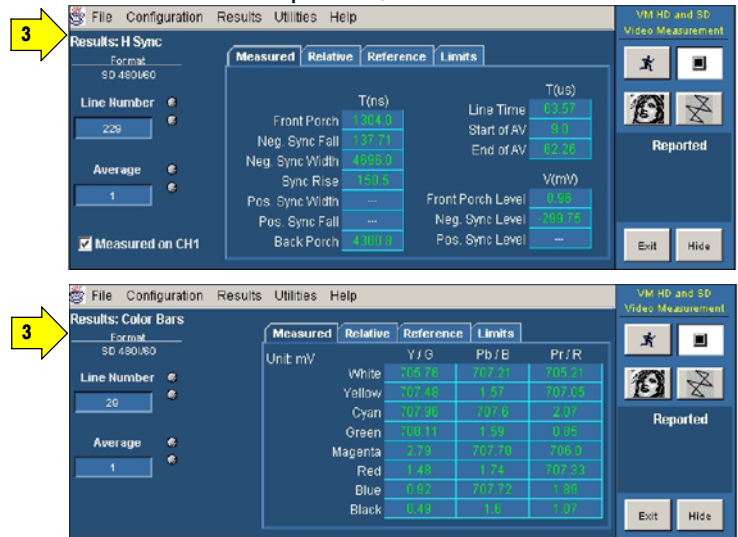 3
File Configuration Results Utilities Help
VM HD and SD
Video Measurement
Results: H Sync
Format
SD 480I/60
Line Number
229
Average
1
Measured on CH1
Measured Relative Reference Limits
T(ns)
Front Porch 1304.0
Neg. Sync Fall 137.71
Neg. Sync Width 4696.0
Sync Rise 150.5
Pos. Sync Width ---
Pos. Sync Fall ---
Back Porch 4300.8
T(us)
Line Time 63.57
Start of AV 9.0
End of AV 62.26
V(mV)
Front Porch Level 0.96
Neg. Sync Level -299.75
Pos. Sync Level ---
Reported
Exit Hide
3
File Configuration Results Utilities Help
VM HD and SD
Video Measurement
Results: Color Bars
Format
SD 480I/60
Line Number
29
Average
1
Measured Relative Reference Limits
Unit: mV Y/G Pb/B Pr/R
White 705.76 707.21 705.21
Yellow 707.48 1.57 707.05
Cyan 707.96 707.6 2.07
Green 708.11 1.59 0.85
Magenta 2.79 707.78 706.0
Red 1.48 1.74 707.33
Blue 0.92 707.72 1.89
Black 0.49 1.6 1.07
Reported
Exit Hide